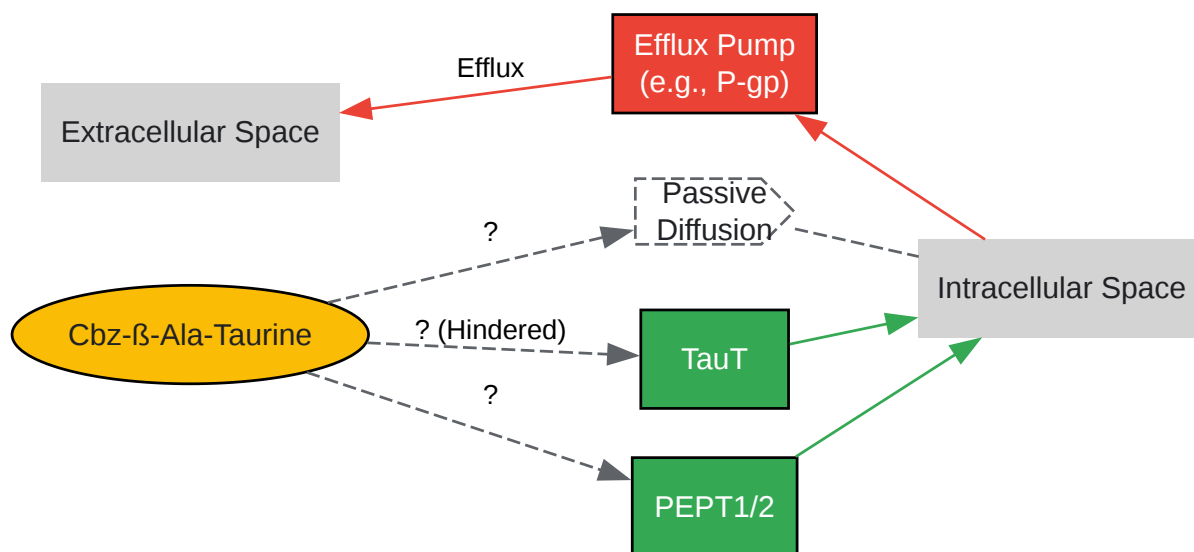 Efflux Pump
(e.g., P-gp)
Efflux
Extracellular Space
Passive
Diffusion
?
Intracellular Space
Cbz-ß-Ala-Taurine
? (Hindered)
TauT
?
PEPT1/2